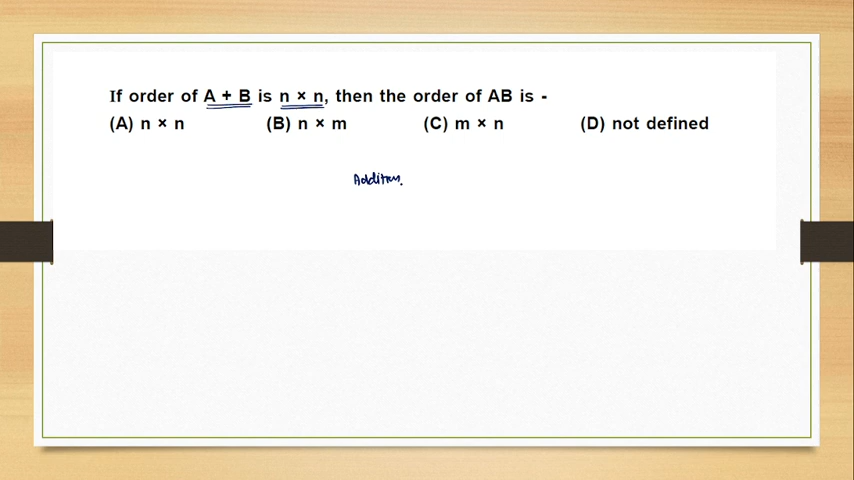 If order of A + B is n × n, then the order of AB is -
(A) n × n (B) n × m (C) m × n (D) not defined
Addition.